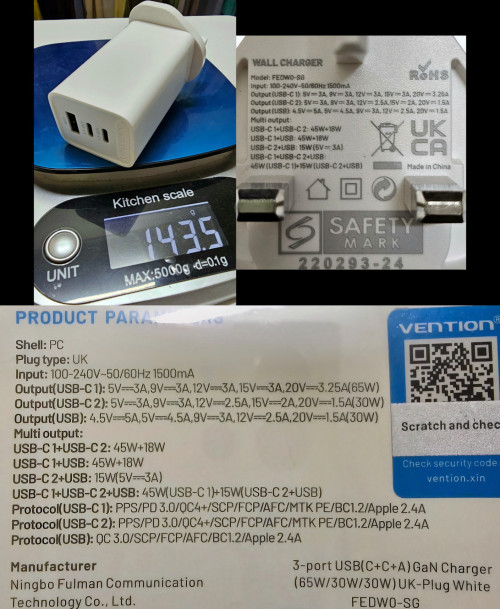 Kitchen scale
143.5
g
UNIT
MAX:5000g d=0.1g
WALL CHARGER
Model: FEDW0-SG
Input: 100-240V~50/60Hz 1500mA
Output(USB-C 1): 5V⎓3A, 9V⎓3A, 12V⎓3A, 15V⎓3A, 20V⎓3.25A
Output(USB-C 2): 5V⎓3A, 9V⎓3A, 12V⎓2.5A, 15V⎓2A, 20V⎓1.5A
Output(USB): 4.5V⎓5A, 5V⎓4.5A, 9V⎓3A, 12V⎓2.5A, 20V⎓1.5A
Multi output:
USB-C 1+USB-C 2: 45W+18W
USB-C 1+USB: 45W+18W
USB-C 2+USB: 15W(5V⎓3A)
USB-C 1+USB-C 2+USB:
45W(USB-C 1)+15W(USB-C 2+USB)
RoHS
UK
CA
Made in China
SAFETY
MARK
220293-24
PRODUCT PARAMETERS
Shell: PC
Plug type: UK
Input: 100-240V~50/60Hz 1500mA
Output(USB-C 1): 5V⎓3A,9V⎓3A,12V⎓3A,15V⎓3A,20V⎓3.25A(65W)
Output(USB-C 2): 5V⎓3A,9V⎓3A,12V⎓2.5A,15V⎓2A,20V⎓1.5A(30W)
Output(USB): 4.5V⎓5A,5V⎓4.5A,9V⎓3A,12V⎓2.5A,20V⎓1.5A(30W)
Multi output:
USB-C 1+USB-C 2: 45W+18W
USB-C 1+USB: 45W+18W
USB-C 2+USB: 15W(5V⎓3A)
USB-C 1+USB-C 2+USB: 45W(USB-C 1)+15W(USB-C 2+USB)
Protocol(USB-C 1): PPS/PD 3.0/QC4+/SCP/FCP/AFC/MTK PE/BC1.2/Apple 2.4A
Protocol(USB-C 2): PPS/PD 3.0/QC4+/SCP/FCP/AFC/MTK PE/BC1.2/Apple 2.4A
Protocol(USB): QC 3.0/SCP/FCP/AFC/BC1.2/Apple 2.4A
Manufacturer
Ningbo Fulman Communication
Technology Co., Ltd.
3-port USB(C+C+A) GaN Charger
(65W/30W/30W) UK-Plug White
FEDW0-SG
VENTION®
Scratch and chec
Check security code
vention.xin